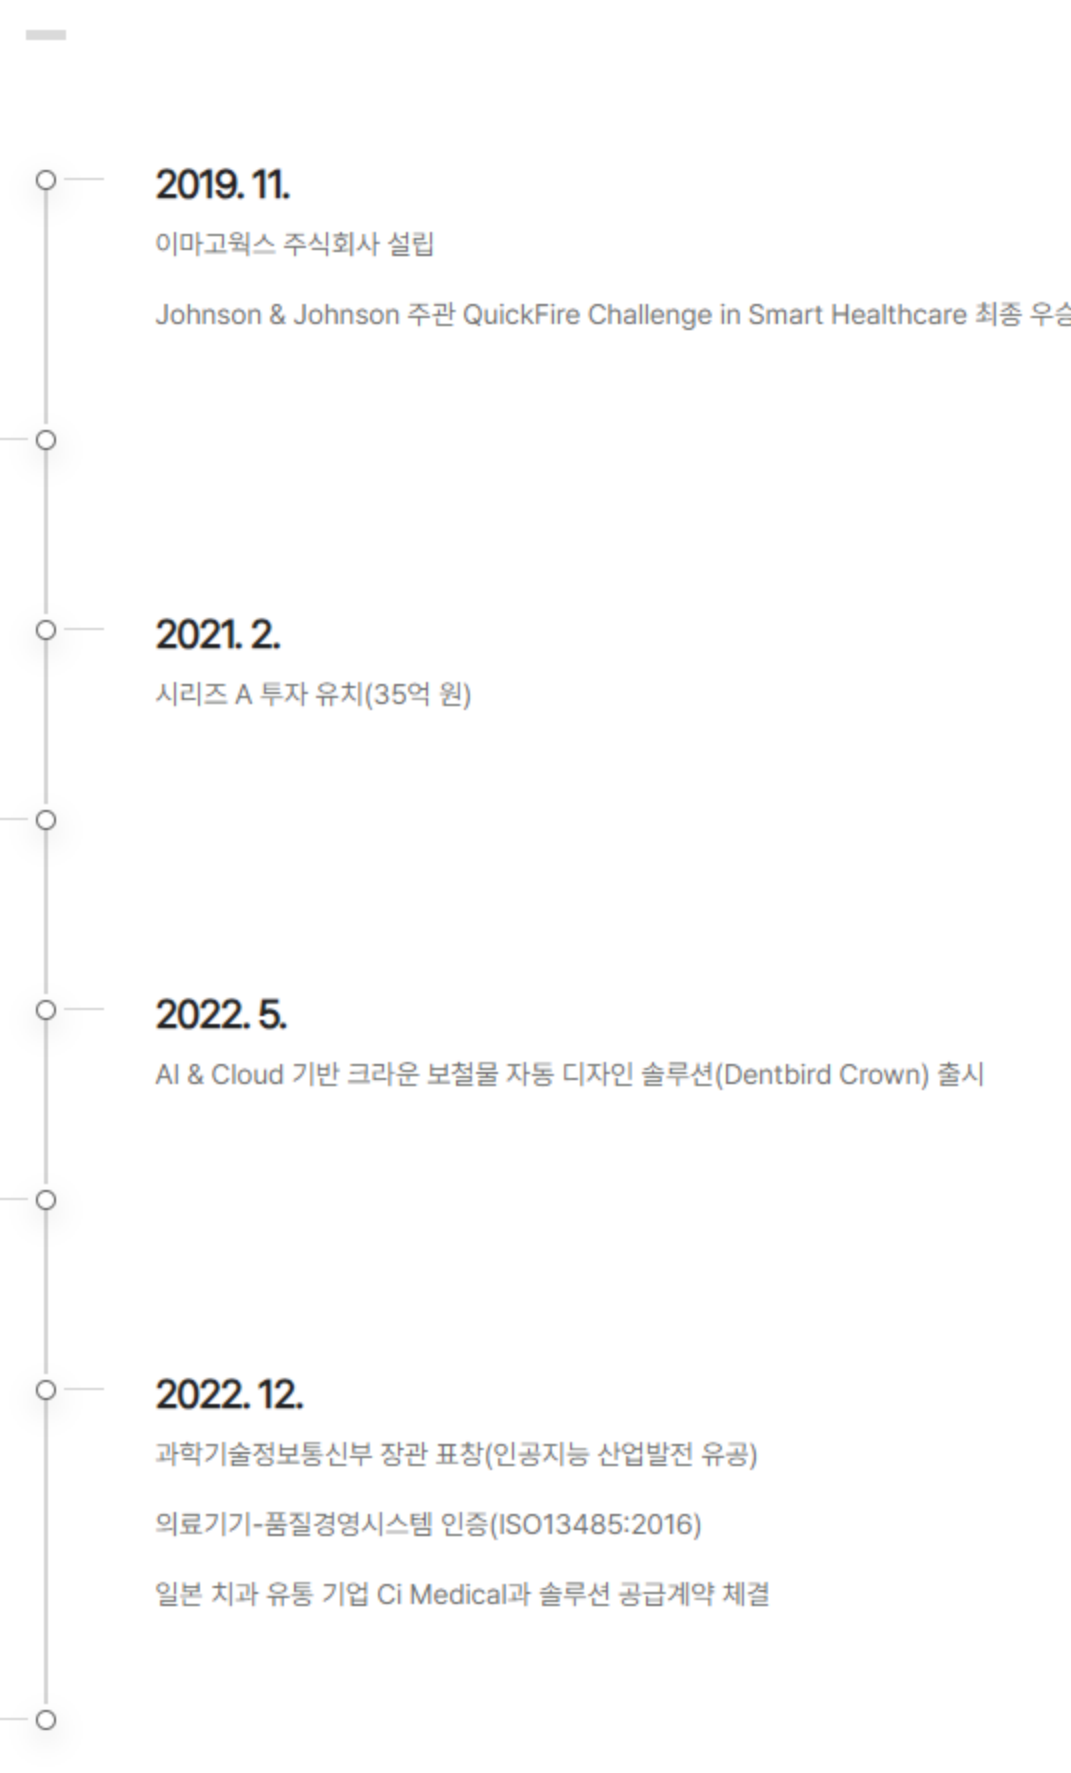 2019. 11.
이마고웍스 주식회사 설립
Johnson & Johnson 주관 QuickFire Challenge in Smart Healthcare 최종 우승
2021. 2.
시리즈 A 투자 유치(35억 원)
2022. 5.
AI & Cloud 기반 크라운 보철물 자동 디자인 솔루션(Dentbird Crown) 출시
2022. 12.
과학기술정보통신부 장관 표창(인공지능 산업발전 유공)
의료기기-품질경영시스템 인증(ISO13485:2016)
일본 치과 유통 기업 Ci Medical과 솔루션 공급계약 체결